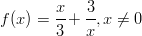 f(x) = x/3 + 3/x, x ≠ 0